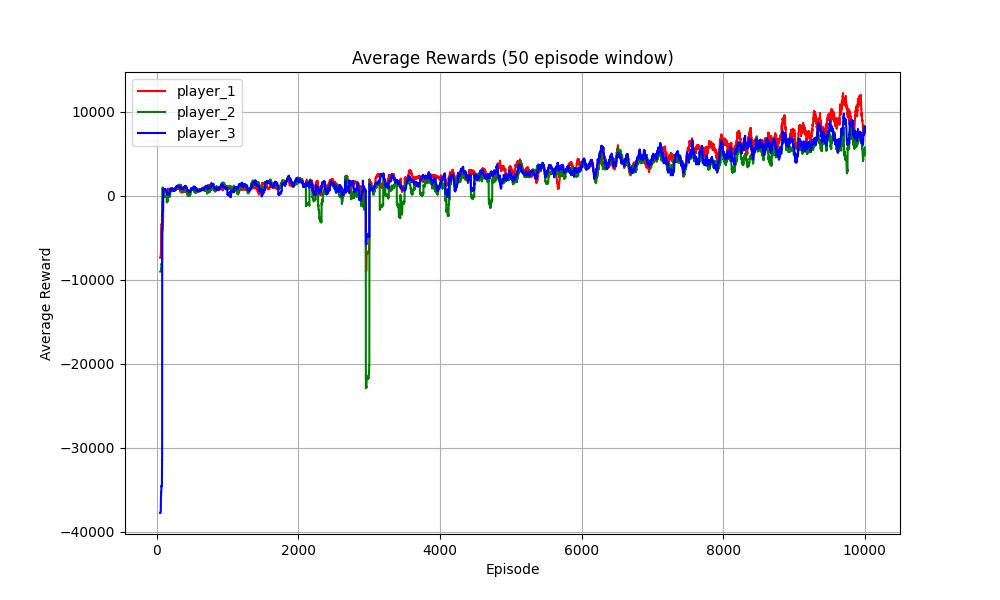 Average Rewards (50 episode window)
player_1
player_2
player_3
10000
0
−10000
−20000
−30000
−40000
Average Reward
0 2000 4000 6000 8000 10000
Episode